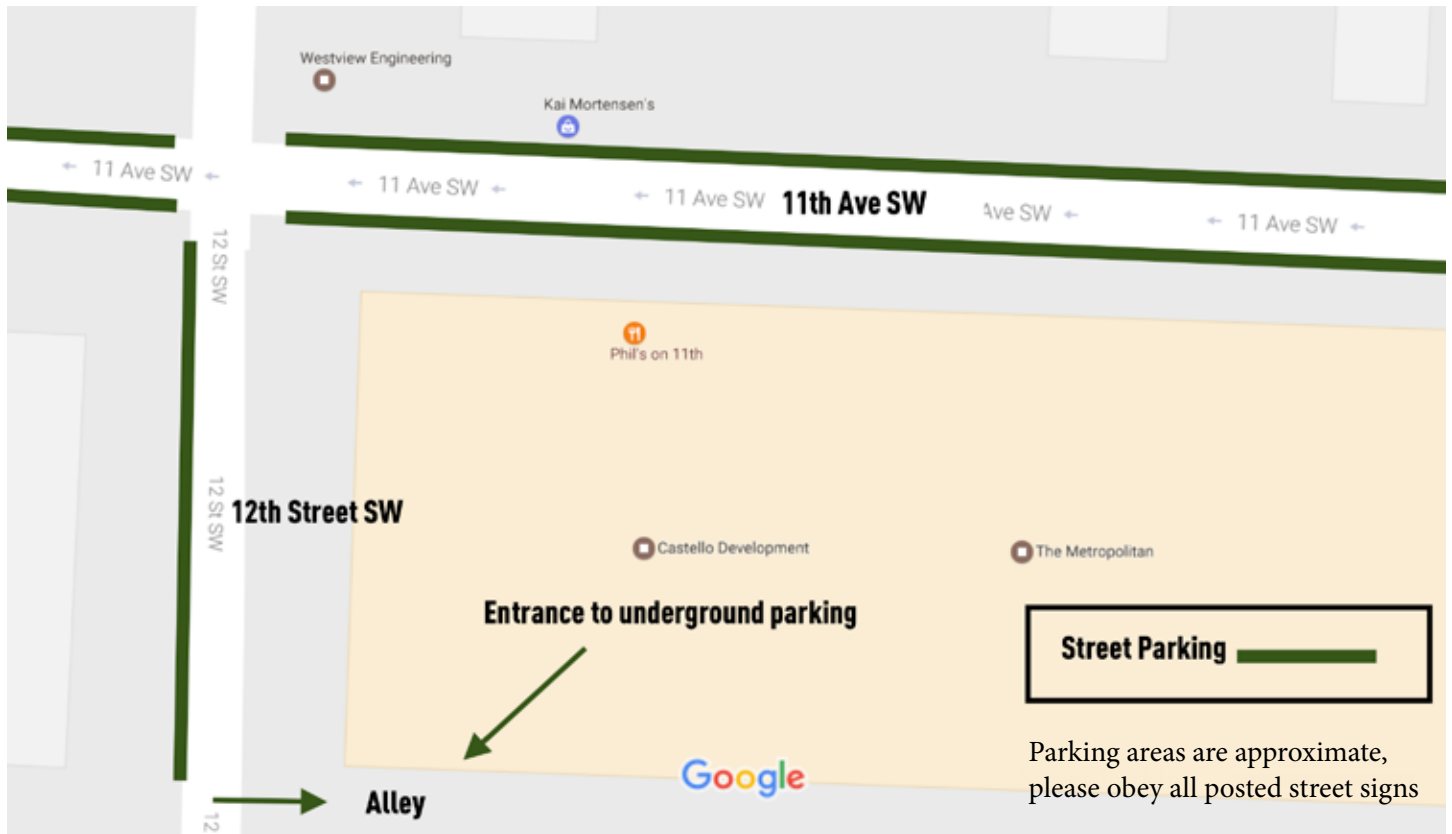 Westview Engineering
Kai Mortensen's
11 Ave SW
11 Ave SW
11 Ave SW
11th Ave SW
Ave SW
11 Ave SW
12 St SW
Phil's on 11th
12 St SW
12th Street SW
Castello Development
The Metropolitan
Entrance to underground parking
Street Parking
Parking areas are approximate,
please obey all posted street signs
Google
Alley
12